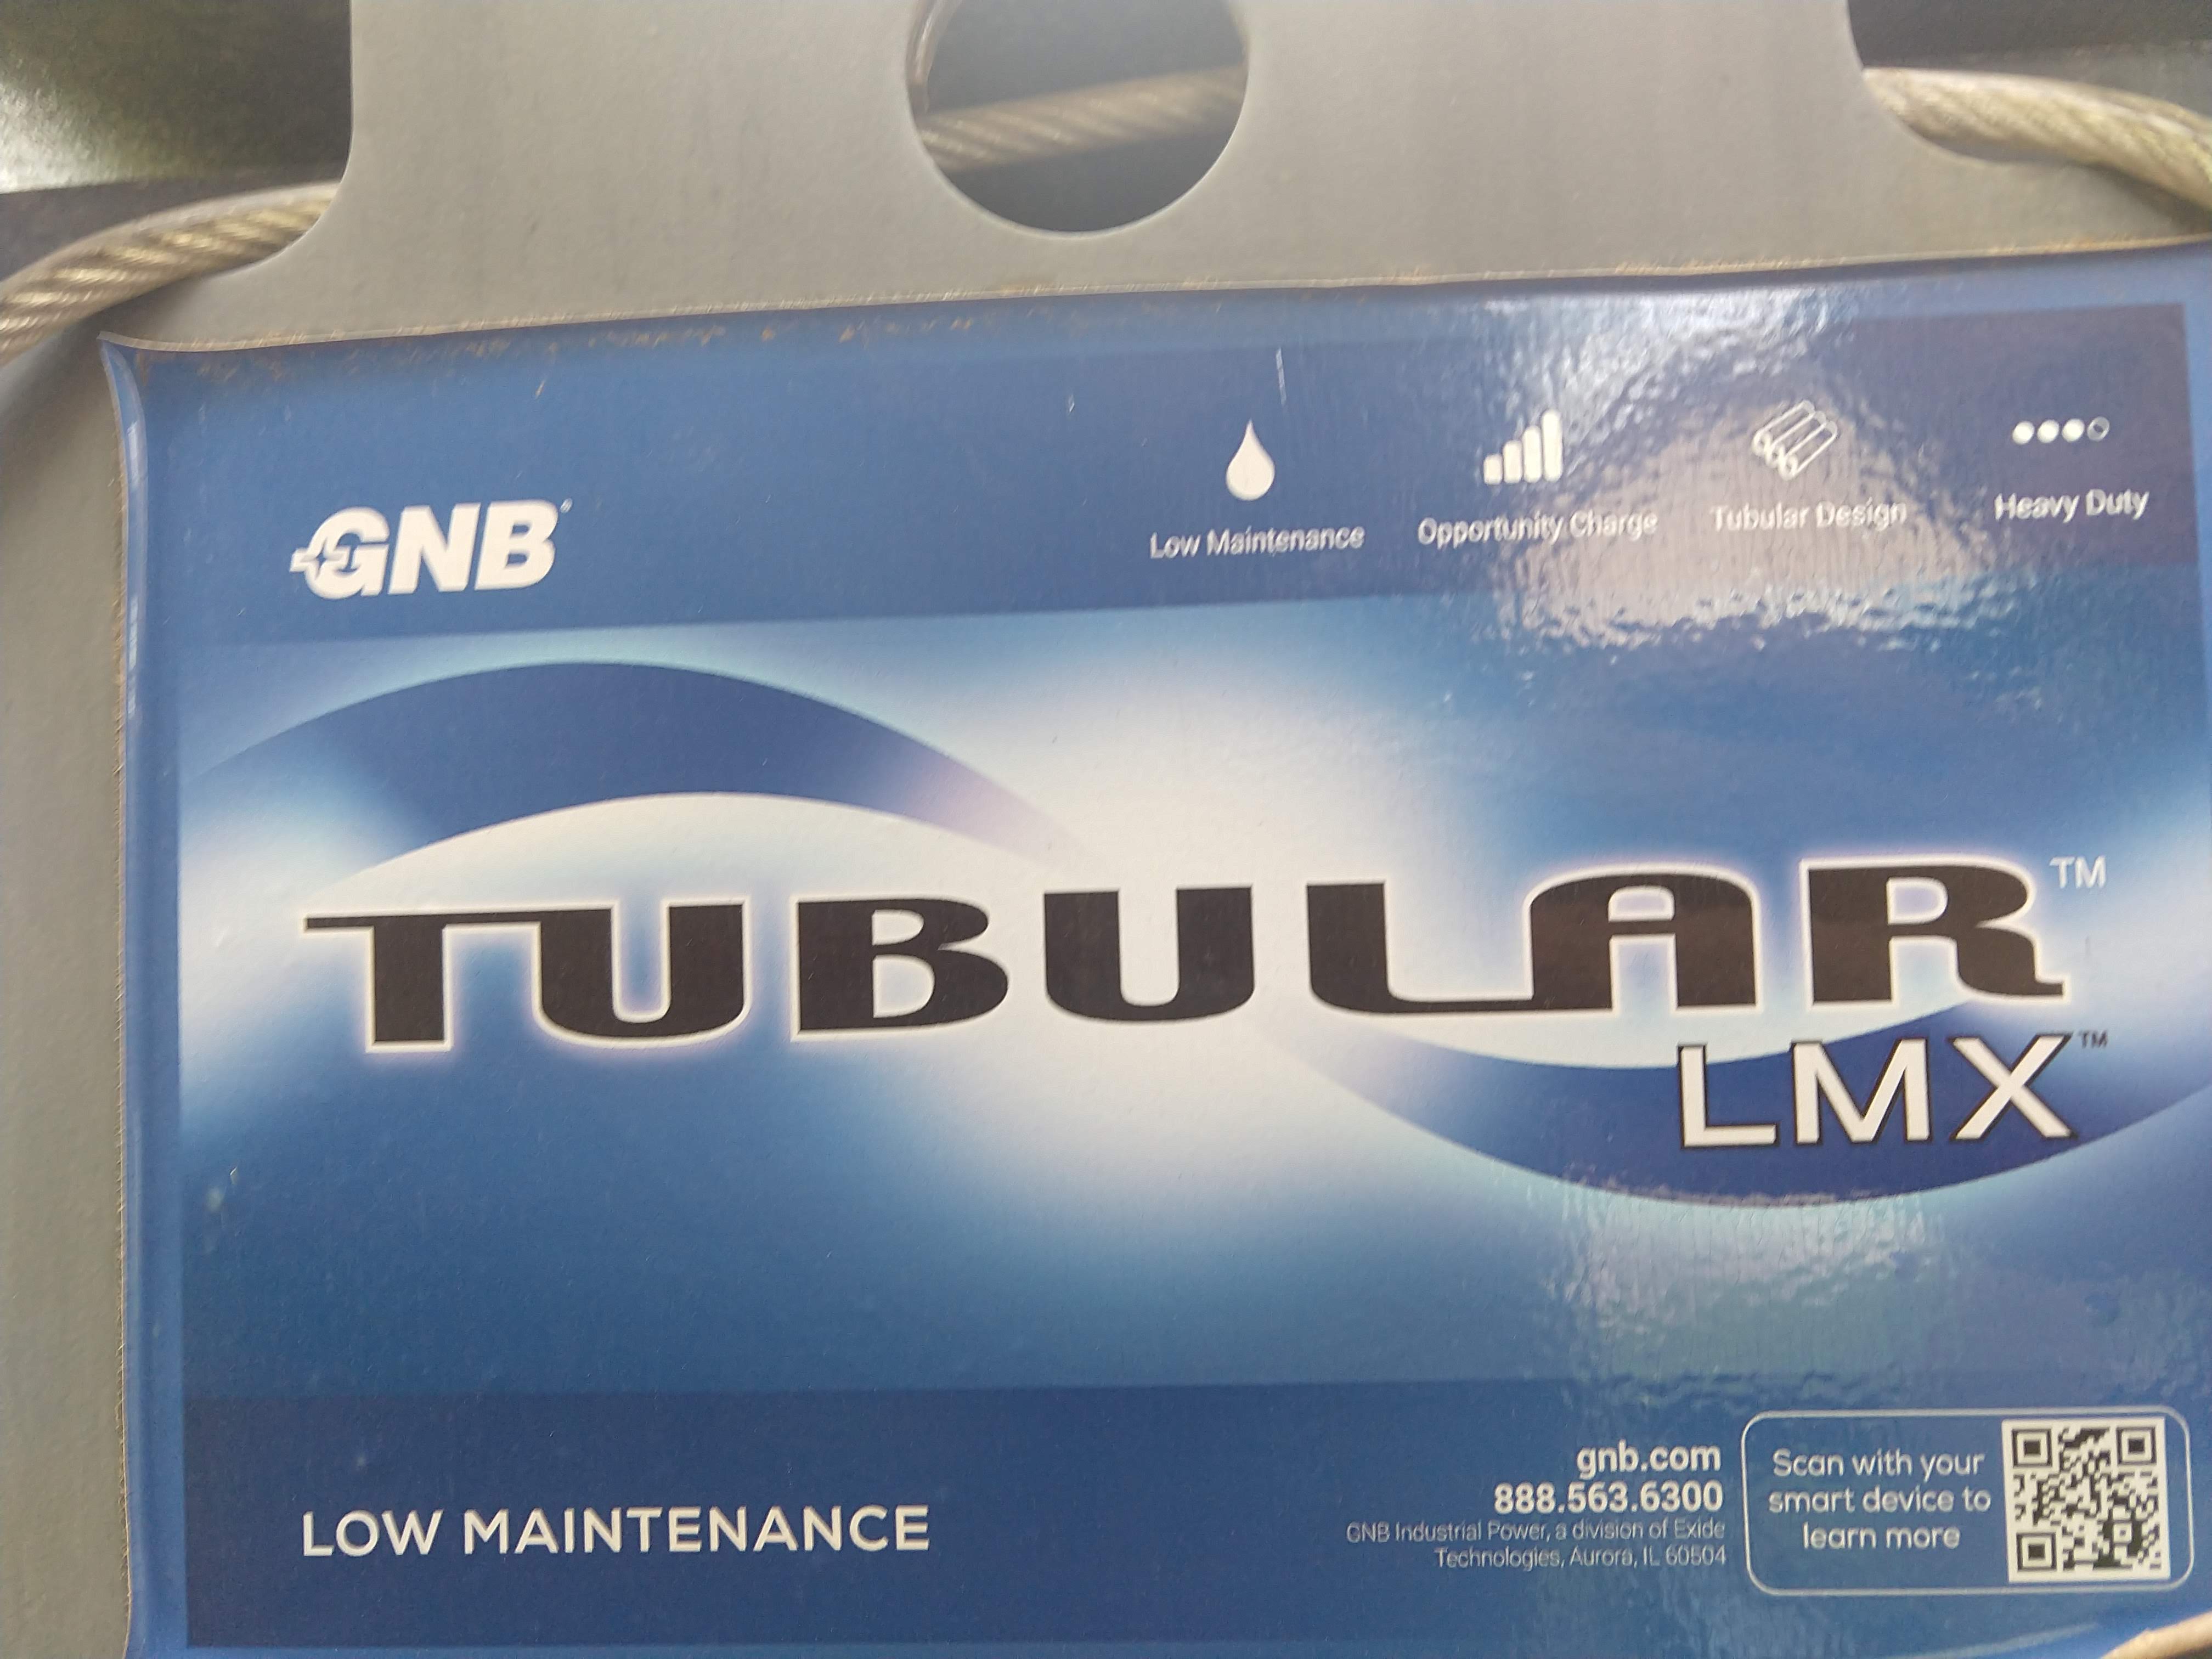 GNB®
Low Maintenance
Opportunity Charge
Tubular Design
Heavy Duty
TUBULAR™
LMX™
LOW MAINTENANCE
gnb.com
888.563.6300
GNB Industrial Power, a division of Exide
Technologies, Aurora, IL 60504
Scan with your
smart device to
learn more